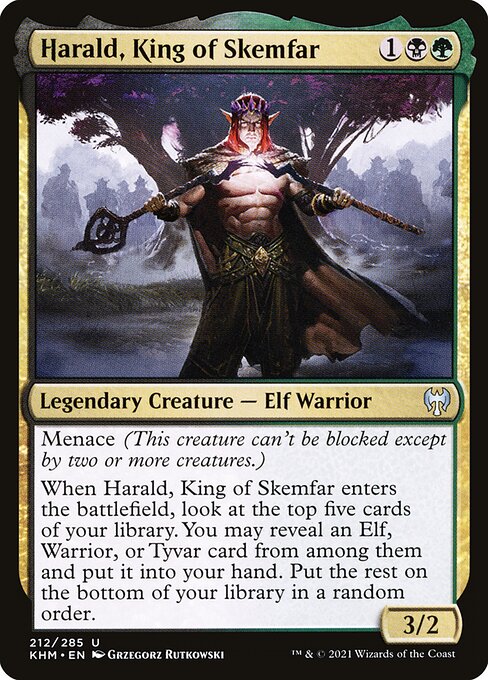 Harald, King of Skemfar 1
Legendary Creature — Elf Warrior
Menace (This creature can't be blocked except
by two or more creatures.)
When Harald, King of Skemfar enters
the battlefield, look at the top five cards
of your library. You may reveal an Elf,
Warrior, or Tyvar card from among them
and put it into your hand. Put the rest on
the bottom of your library in a random
order.
3/2
212/285 U
KHM • EN Grzegorz Rutkowski ™ & © 2021 Wizards of the Coast